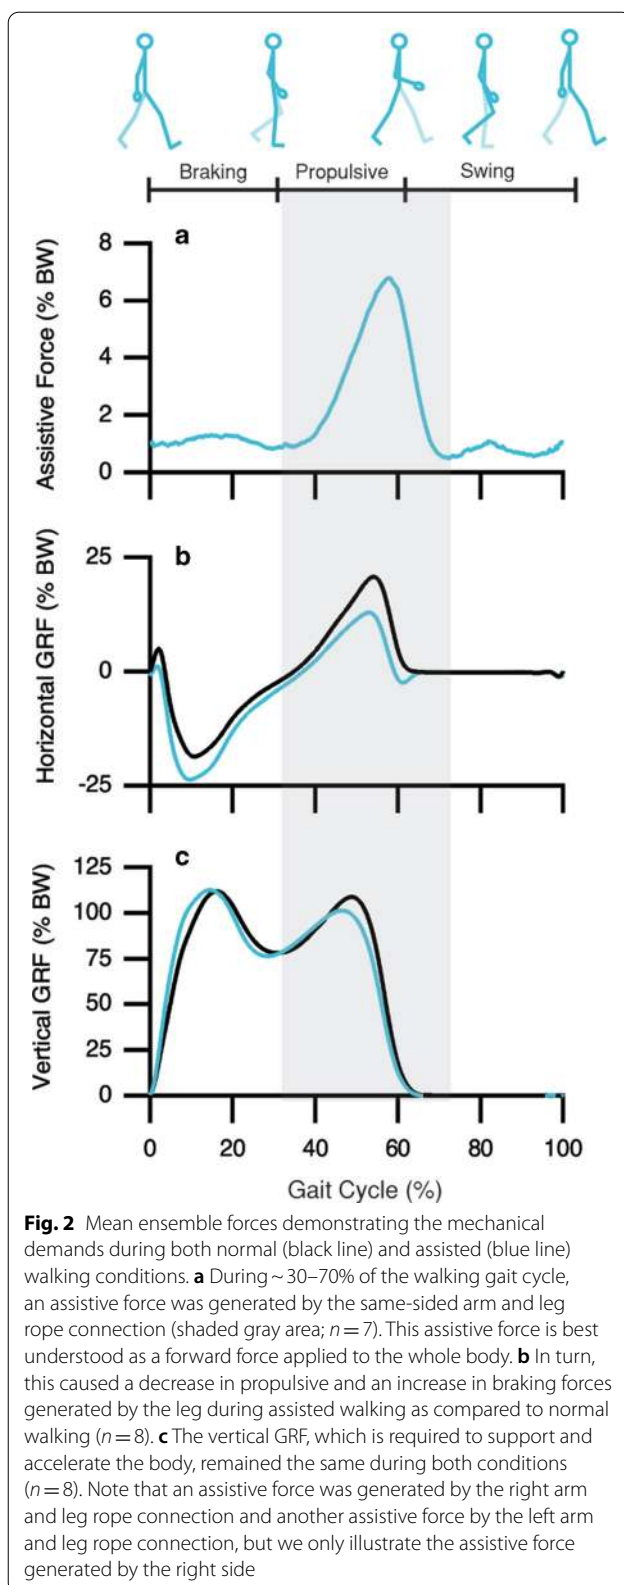 Braking Propulsive Swing
a
8
6
4
2
0
Assistive Force (% BW)
b
25
0
-25
Horizontal GRF (% BW)
c
125
100
75
50
25
0
Vertical GRF (% BW)
0 20 40 60 80 100
Gait Cycle (%)
Fig. 2 Mean ensemble forces demonstrating the mechanical
demands during both normal (black line) and assisted (blue line)
walking conditions. a During ~ 30–70% of the walking gait cycle,
an assistive force was generated by the same-sided arm and leg
rope connection (shaded gray area; n = 7). This assistive force is best
understood as a forward force applied to the whole body. b In turn,
this caused a decrease in propulsive and an increase in braking forces
generated by the leg during assisted walking as compared to normal
walking (n = 8). c The vertical GRF, which is required to support and
accelerate the body, remained the same during both conditions
(n = 8). Note that an assistive force was generated by the right arm
and leg rope connection and another assistive force by the left arm
and leg rope connection, but we only illustrate the assistive force
generated by the right side